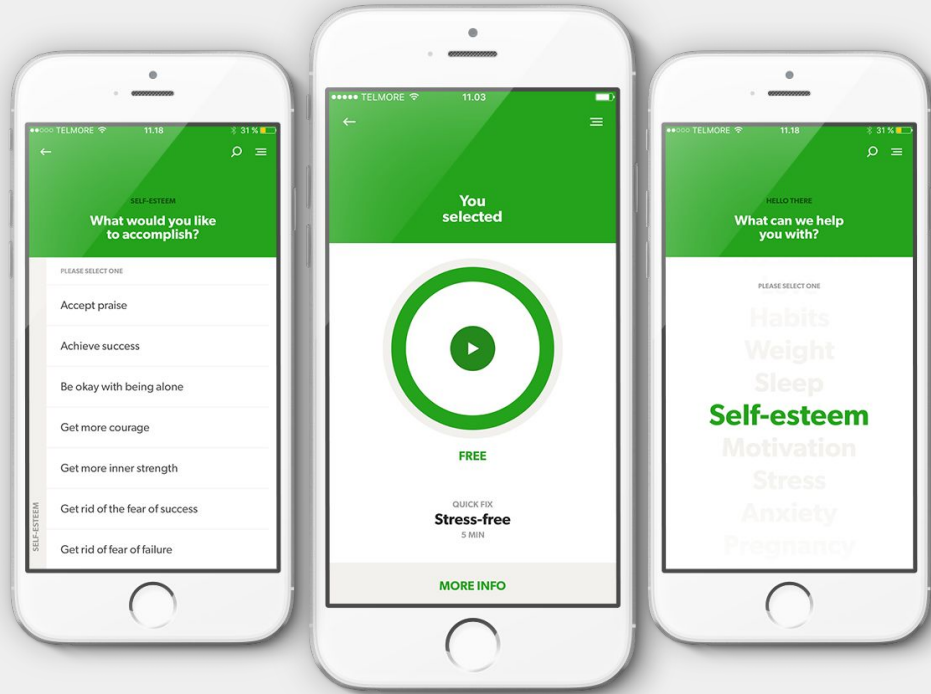 TELMORE 11.18 31 %
SELF-ESTEEM
What would you like
to accomplish?
PLEASE SELECT ONE
Accept praise
Achieve success
Be okay with being alone
Get more courage
Get more inner strength
Get rid of the fear of success
Get rid of fear of failure
SELF-ESTEEM
TELMORE 11.03
You
selected
FREE
QUICK FIX
Stress-free
5 MIN
MORE INFO
TELMORE 11.18 31 %
HELLO THERE
What can we help
you with?
PLEASE SELECT ONE
Habits
Weight
Sleep
Self-esteem
Motivation
Stress
Anxiety
Pregnancy